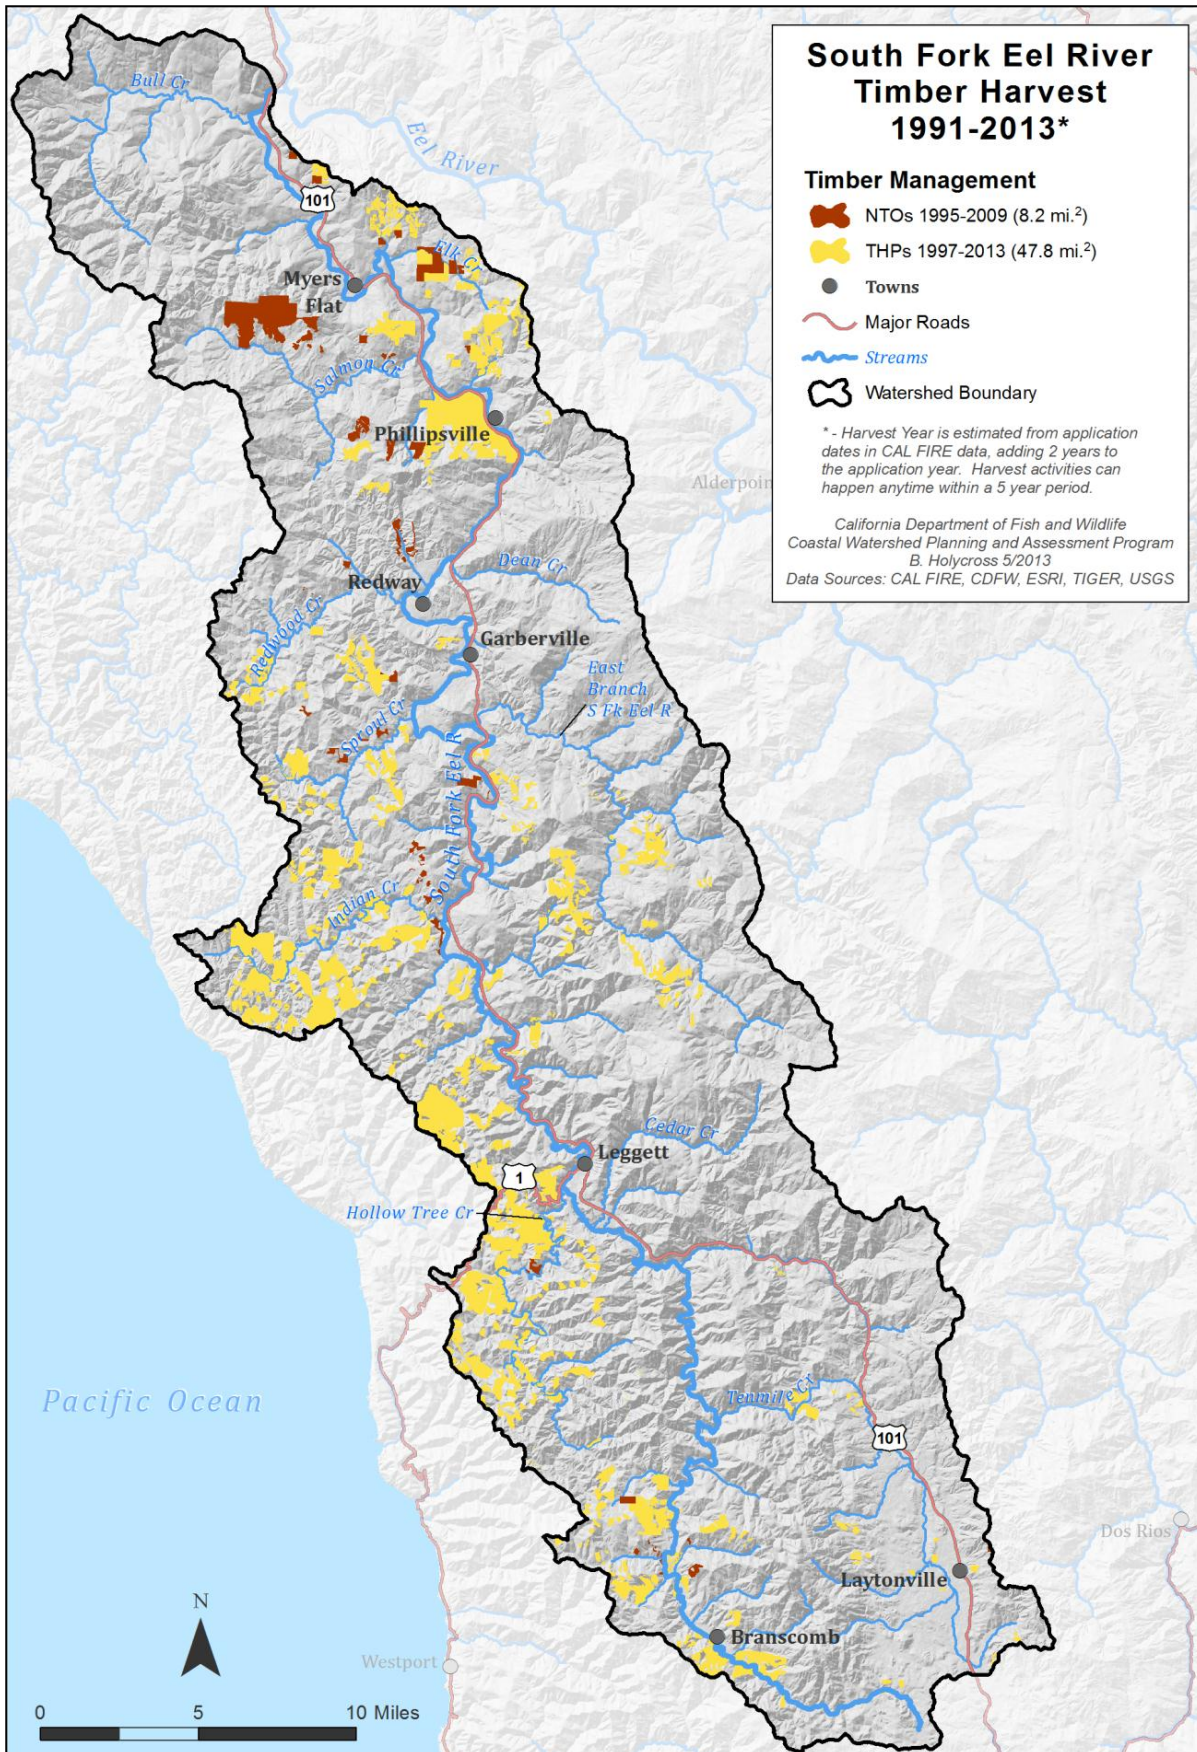 South Fork Eel River
Timber Harvest
1991-2013*
Timber Management
NTOs 1995-2009 (8.2 mi.²)
THPs 1997-2013 (47.8 mi.²)
Towns
Major Roads
Streams
Watershed Boundary
* - Harvest Year is estimated from application
dates in CAL FIRE data, adding 2 years to
the application year. Harvest activities can
happen anytime within a 5 year period.
California Department of Fish and Wildlife
Coastal Watershed Planning and Assessment Program
B. Holycross 5/2013
Data Sources: CAL FIRE, CDFW, ESRI, TIGER, USGS
Bull Cr
Eel River
101
Elk Cr
Myers
Flat
Salmon Cr
Phillipsville
Alderpoin
Dean Cr
Redway
Redwood Cr
Garberville
East
Branch
S Fk Eel R
Sproul Cr
South Fork Eel R
Indian Cr
Cedar Cr
Leggett
1
Hollow Tree Cr
Pacific Ocean
Tenmile Cr
101
Dos Rios
Laytonville
Branscomb
Westport
N
0 5 10 Miles